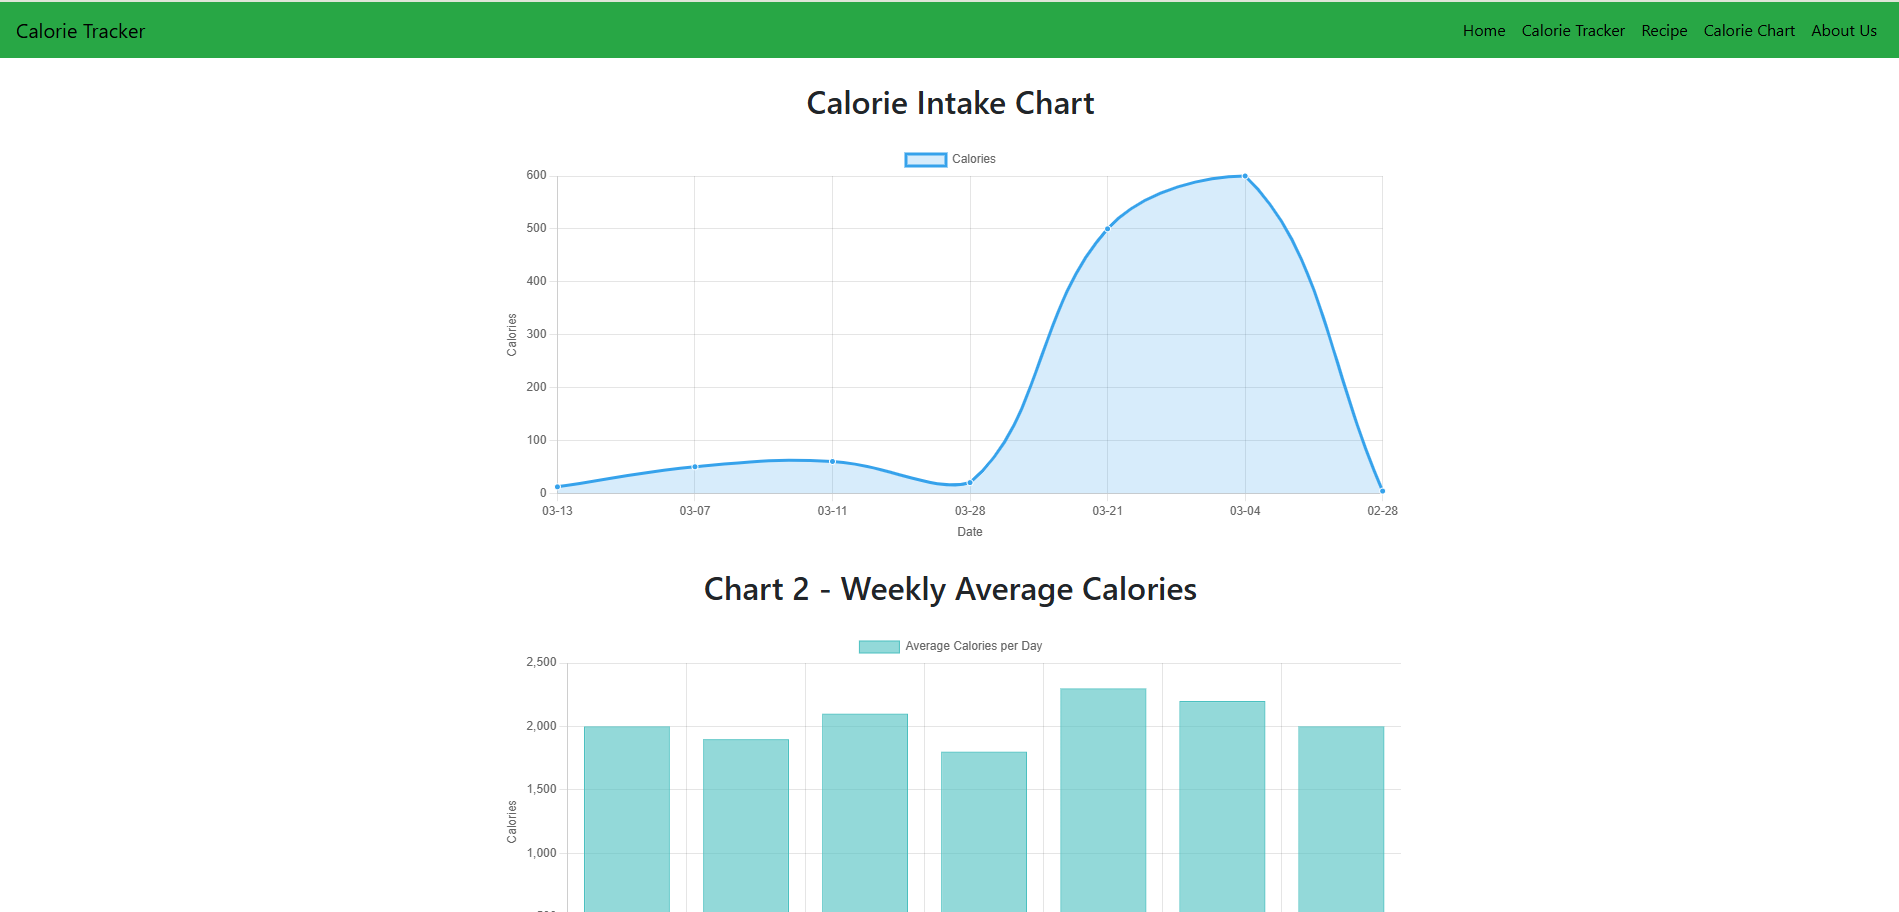 Calorie Tracker
Home Calorie Tracker Recipe Calorie Chart About Us
Calorie Intake Chart
Calories
600
500
400
300
200
100
0
Calories
03-13 03-07 03-11 03-28 03-21 03-04 02-28
Date
Chart 2 - Weekly Average Calories
Average Calories per Day
2,500
2,000
1,500
1,000
Calories